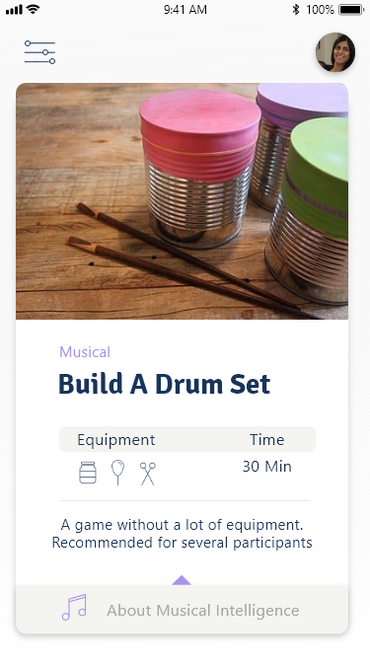 9:41 AM
100%
Musical
Build A Drum Set
Equipment
Time
30 Min
A game without a lot of equipment.
Recommended for several participants
About Musical Intelligence